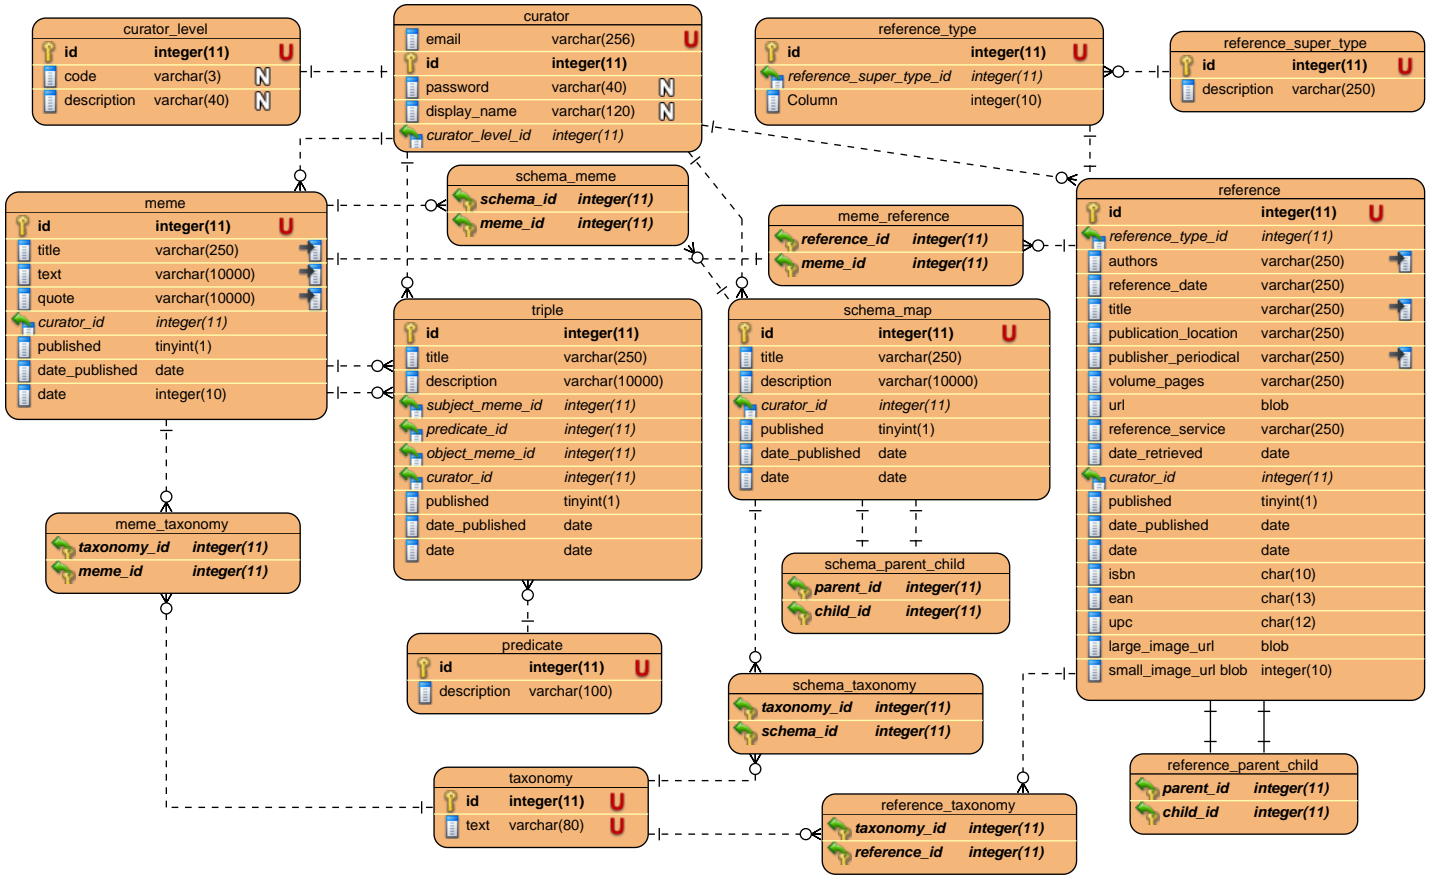 curator_level
id integer(11) U
code varchar(3) N
description varchar(40) N
curator
email varchar(256) U
id integer(11)
password varchar(40) N
display_name varchar(120) N
curator_level_id integer(11)
reference_type
id integer(11) U
reference_super_type_id integer(11)
Column integer(10)
reference_super_type
id integer(11) U
description varchar(250)
schema_meme
schema_id integer(11)
meme_id integer(11)
meme
id integer(11) U
title varchar(250)
text varchar(10000)
quote varchar(10000)
curator_id integer(11)
published tinyint(1)
date_published date
date integer(10)
meme_reference
reference_id integer(11)
meme_id integer(11)
reference
id integer(11) U
reference_type_id integer(11)
authors varchar(250)
reference_date varchar(250)
title varchar(250)
publication_location varchar(250)
publisher_periodical varchar(250)
volume_pages varchar(250)
url blob
reference_service varchar(250)
date_retrieved date
curator_id integer(11)
published tinyint(1)
date_published date
date date
isbn char(10)
ean char(13)
upc char(12)
large_image_url blob
small_image_url blob integer(10)
triple
id integer(11)
title varchar(250)
description varchar(10000)
subject_meme_id integer(11)
predicate_id integer(11)
object_meme_id integer(11)
curator_id integer(11)
published tinyint(1)
date_published date
date date
schema_map
id integer(11) U
title varchar(250)
description varchar(10000)
curator_id integer(11)
published tinyint(1)
date_published date
date date
meme_taxonomy
taxonomy_id integer(11)
meme_id integer(11)
schema_parent_child
parent_id integer(11)
child_id integer(11)
predicate
id integer(11) U
description varchar(100)
schema_taxonomy
taxonomy_id integer(11)
schema_id integer(11)
taxonomy
id integer(11) U
text varchar(80) U
reference_taxonomy
taxonomy_id integer(11)
reference_id integer(11)
reference_parent_child
parent_id integer(11)
child_id integer(11)